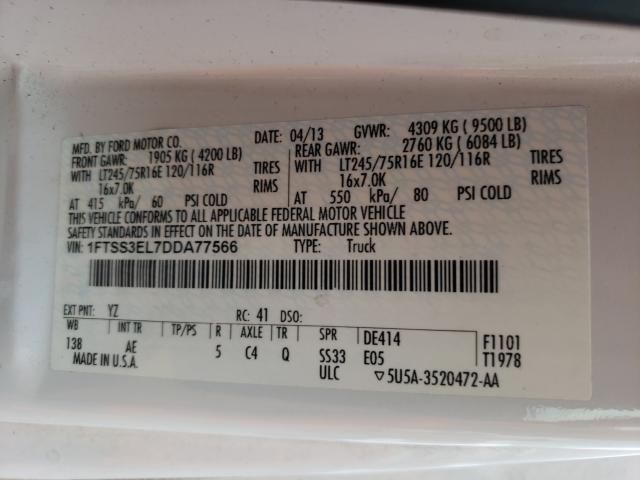 MFD. BY FORD MOTOR CO. DATE: 04/13 GVWR: 4309 KG ( 9500 LB)
FRONT GAWR: 1905 KG ( 4200 LB) REAR GAWR: 2760 KG ( 6084 LB)
WITH LT245/75R16E 120/116R TIRES WITH LT245/75R16E 120/116R TIRES
16x7.0K RIMS 16x7.0K RIMS
AT 415 kPa/ 60 PSI COLD AT 550 kPa/ 80 PSI COLD
THIS VEHICLE CONFORMS TO ALL APPLICABLE FEDERAL MOTOR VEHICLE
SAFETY STANDARDS IN EFFECT ON THE DATE OF MANUFACTURE SHOWN ABOVE.
VIN: 1FTSS3EL7DDA77566 TYPE: Truck
EXT PNT: YZ RC: 41 DSO:
WB INT TR TP/PS R AXLE TR SPR DE414 F1101
138 AE 5 C4 Q SS33 E05 T1978
MADE IN U.S.A. ULC ▽5U5A-3520472-AA